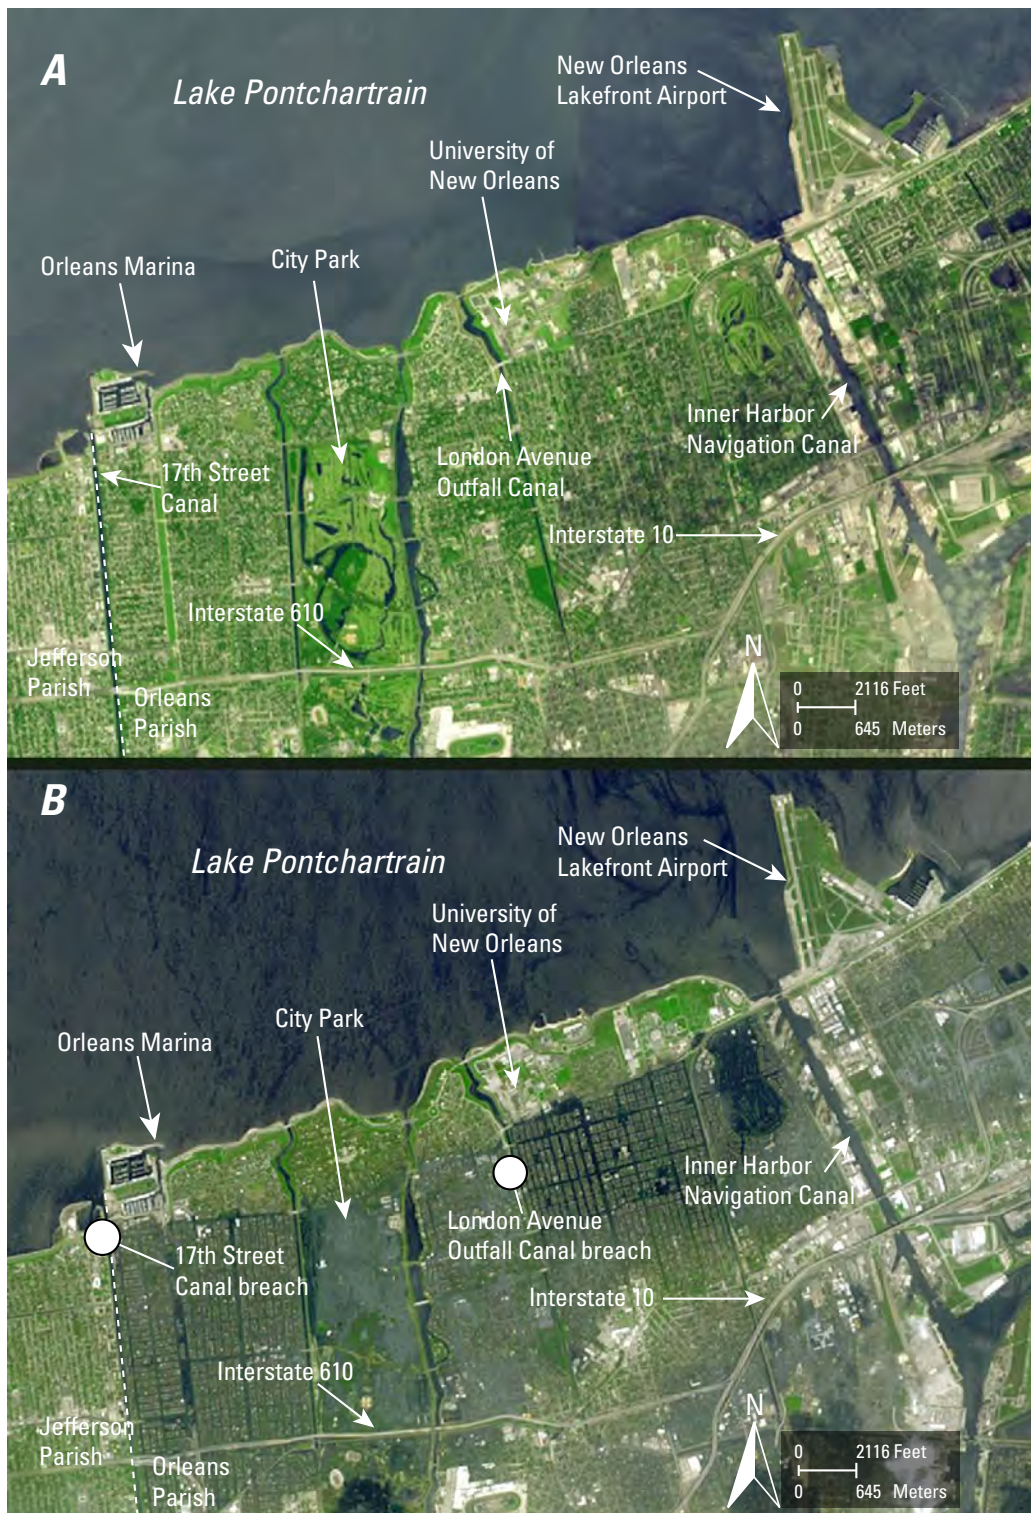 A
Lake Pontchartrain
New Orleans
Lakefront Airport
University of
New Orleans
Orleans Marina
City Park
17th Street
Canal
London Avenue
Outfall Canal
Inner Harbor
Navigation Canal
Interstate 10
Interstate 610
Jefferson
Parish
Orleans
Parish
N
0 2116 Feet
0 645 Meters
B
Lake Pontchartrain
New Orleans
Lakefront Airport
University of
New Orleans
City Park
Orleans Marina
17th Street
Canal breach
London Avenue
Outfall Canal breach
Inner Harbor
Navigation Canal
Interstate 10
Interstate 610
Jefferson
Parish
Orleans
Parish
N
0 2116 Feet
0 645 Meters